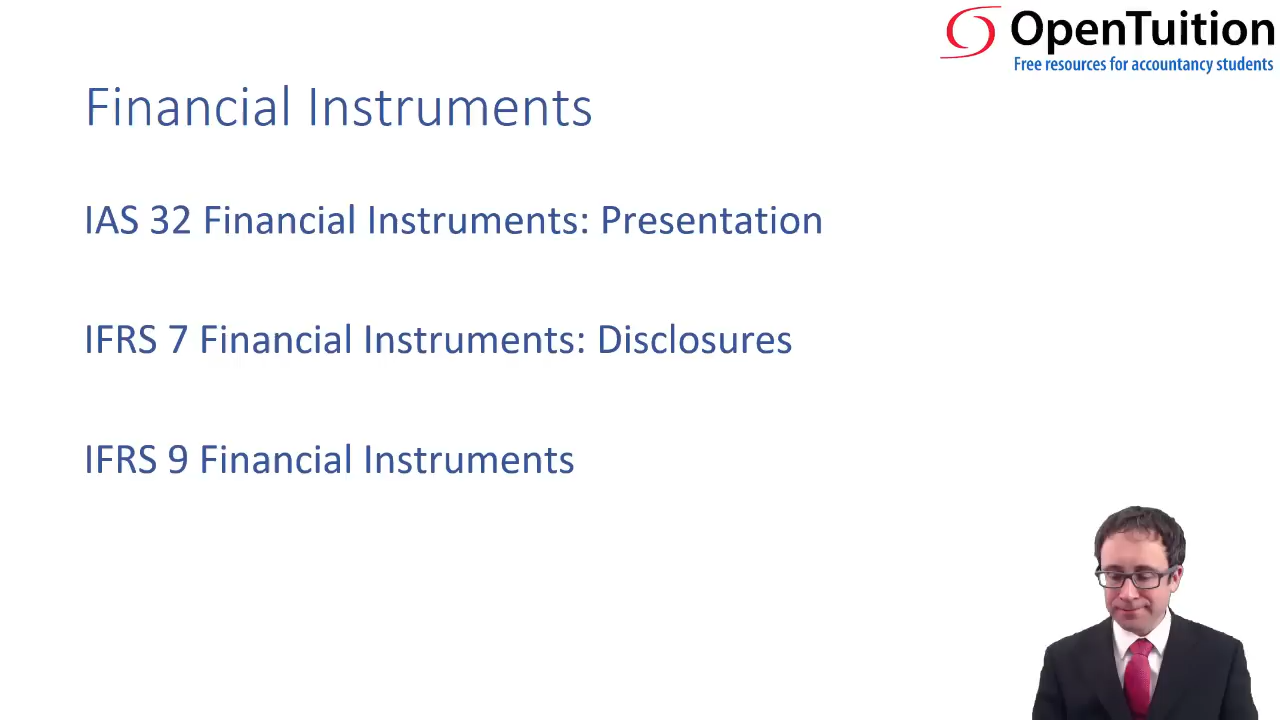 OpenTuition
Free resources for accountancy students
Financial Instruments
IAS 32 Financial Instruments: Presentation
IFRS 7 Financial Instruments: Disclosures
IFRS 9 Financial Instruments